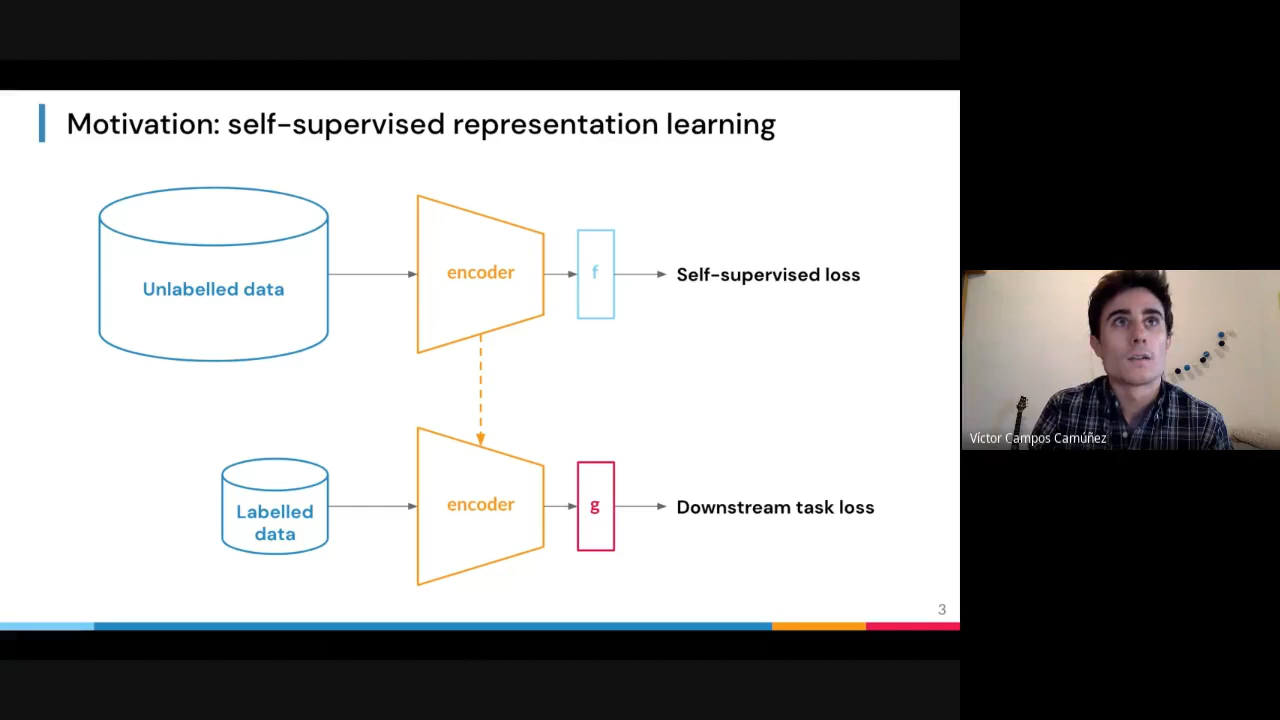 Motivation: self-supervised representation learning
Unlabelled data
encoder
f
Self-supervised loss
Labelled
data
encoder
g
Downstream task loss
3
Víctor Campos Camúñez